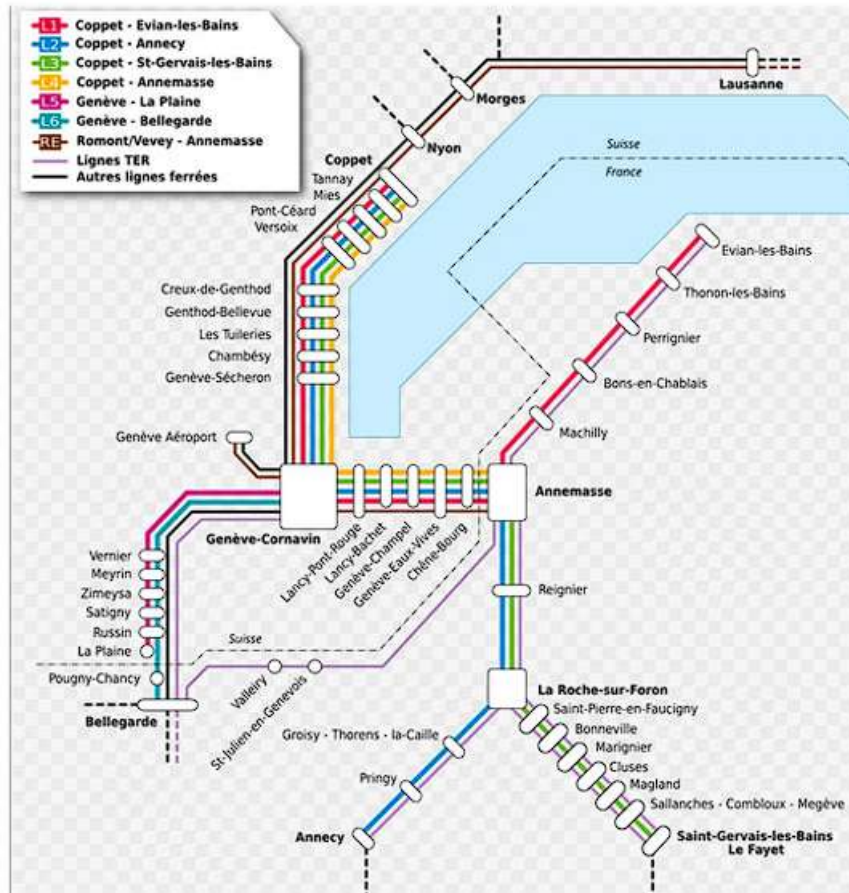 L1 Coppet - Evian-les-Bains
L2 Coppet - Annecy
L3 Coppet - St-Gervais-les-Bains
L4 Coppet - Annemasse
L5 Genève - La Plaine
L6 Genève - Bellegarde
RE Romont/Vevey - Annemasse
Lignes TER
Autres lignes ferrées
Lausanne
Morges
Nyon
Coppet
Tannay
Mies
Pont-Céard
Versoix
Suisse
France
Creux-de-Genthod
Genthod-Bellevue
Les Tuileries
Chambésy
Genève-Sécheron
Evian-les-Bains
Thonon-les-Bains
Perrignier
Bons-en-Chablais
Machilly
Genève Aéroport
Genève-Cornavin
Annemasse
Lancy-Pont-Rouge
Lancy-Bachet
Genève-Champel
Genève-Eaux-Vives
Chêne-Bourg
Vernier
Meyrin
Zimeysa
Satigny
Russin
La Plaine
Pougny-Chancy
Bellegarde
Suisse
Valleiry
St-Julien-en-Genevois
Reignier
La Roche-sur-Foron
Saint-Pierre-en-Faucigny
Bonneville
Marignier
Cluses
Magland
Sallanches - Combloux - Megève
Saint-Gervais-les-Bains
Le Fayet
Groisy - Thorens - la-Caille
Pringy
Annecy